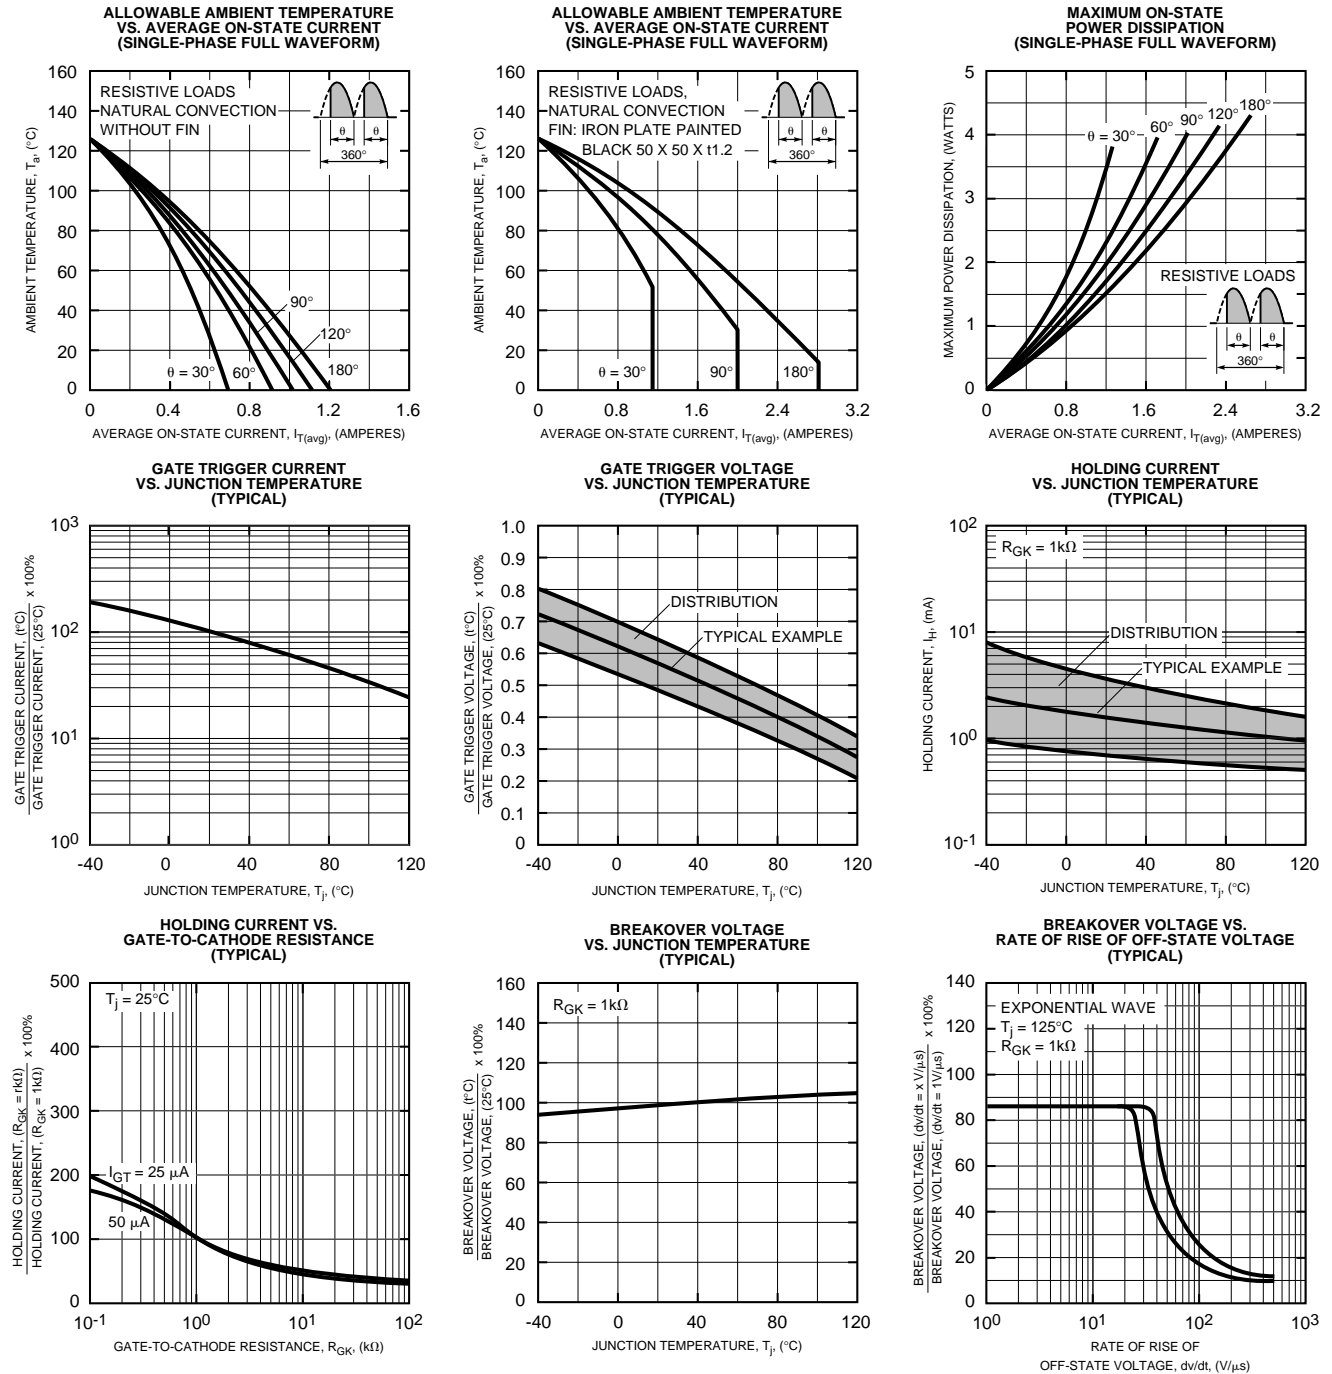 ALLOWABLE AMBIENT TEMPERATURE
VS. AVERAGE ON-STATE CURRENT
(SINGLE-PHASE FULL WAVEFORM)
160
140
120
100
80
60
40
20
0
AMBIENT TEMPERATURE, Ta, (°C)
RESISTIVE LOADS
NATURAL CONVECTION
WITHOUT FIN
θ θ
360°
90°
120°
θ = 30° 60° 180°
0 0.4 0.8 1.2 1.6
AVERAGE ON-STATE CURRENT, IT(avg), (AMPERES)
ALLOWABLE AMBIENT TEMPERATURE
VS. AVERAGE ON-STATE CURRENT
(SINGLE-PHASE FULL WAVEFORM)
160
140
120
100
80
60
40
20
0
AMBIENT TEMPERATURE, Ta, (°C)
RESISTIVE LOADS,
NATURAL CONVECTION
FIN: IRON PLATE PAINTED
BLACK 50 X 50 X t1.2
θ θ
360°
θ = 30° 90° 180°
0 0.4 0.8 1.2 1.6 2.0 2.4 2.8 3.2
AVERAGE ON-STATE CURRENT, IT(avg), (AMPERES)
MAXIMUM ON-STATE
POWER DISSIPATION
(SINGLE-PHASE FULL WAVEFORM)
5
4
3
2
1
0
MAXIMUM POWER DISSIPATION, (WATTS)
θ = 30° 60° 90° 120° 180°
RESISTIVE LOADS
θ θ
360°
0 0.8 1.6 2.4 3.2
AVERAGE ON-STATE CURRENT, IT(avg), (AMPERES)
GATE TRIGGER CURRENT
VS. JUNCTION TEMPERATURE
(TYPICAL)
10³
10²
10¹
10⁰
GATE TRIGGER CURRENT, (t°C)
GATE TRIGGER CURRENT, (25°C)
x 100%
-40 0 40 80 120
JUNCTION TEMPERATURE, Tj, (°C)
GATE TRIGGER VOLTAGE
VS. JUNCTION TEMPERATURE
(TYPICAL)
1.0
0.9
0.8
0.7
0.6
0.5
0.4
0.3
0.2
0.1
0
GATE TRIGGER VOLTAGE, (t°C)
GATE TRIGGER VOLTAGE, (25°C)
x 100%
DISTRIBUTION
TYPICAL EXAMPLE
-40 0 40 80 120
JUNCTION TEMPERATURE, Tj, (°C)
HOLDING CURRENT
VS. JUNCTION TEMPERATURE
(TYPICAL)
10²
10¹
10⁰
10-1
HOLDING CURRENT, IH, (mA)
RGK = 1kΩ
DISTRIBUTION
TYPICAL EXAMPLE
-40 0 40 80 120
JUNCTION TEMPERATURE, Tj, (°C)
HOLDING CURRENT VS.
GATE-TO-CATHODE RESISTANCE
(TYPICAL)
500
400
300
200
100
0
HOLDING CURRENT, (RGK = rkΩ)
HOLDING CURRENT, (RGK = 1kΩ)
x 100%
Tj = 25°C
IGT = 25 µA
50 µA
10-1 10⁰ 10¹ 10²
GATE-TO-CATHODE RESISTANCE, RGK, (kΩ)
BREAKOVER VOLTAGE
VS. JUNCTION TEMPERATURE
(TYPICAL)
160
140
120
100
80
60
40
20
0
BREAKOVER VOLTAGE, (t°C)
BREAKOVER VOLTAGE, (25°C)
x 100%
RGK = 1kΩ
-40 0 40 80 120
JUNCTION TEMPERATURE, Tj, (°C)
BREAKOVER VOLTAGE VS.
RATE OF RISE OF OFF-STATE VOLTAGE
(TYPICAL)
140
120
100
80
60
40
20
0
BREAKOVER VOLTAGE, (dv/dt = x V/µs)
BREAKOVER VOLTAGE, (dv/dt = 1V/µs)
x 100%
EXPONENTIAL WAVE
Tj = 125°C
RGK = 1kΩ
10⁰ 10¹ 10² 10³
RATE OF RISE OF
OFF-STATE VOLTAGE, dv/dt, (V/µs)